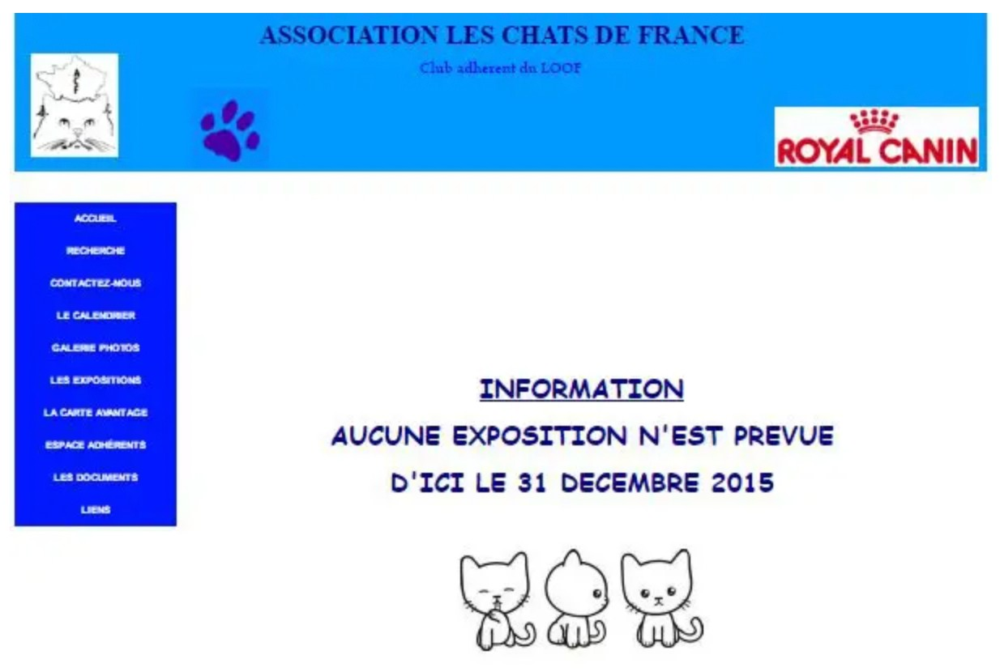 ASSOCIATION LES CHATS DE FRANCE
Club adherent du LOOF
ACSF
ROYAL CANIN
ACCUEIL
RECHERCHE
CONTACTEZ-NOUS
LE CALENDRIER
GALERIE PHOTOS
LES EXPOSITIONS
LA CARTE AVANTAGE
ESPACE ADHÉRENTS
LES DOCUMENTS
LIENS
INFORMATION
AUCUNE EXPOSITION N'EST PREVUE
D'ICI LE 31 DECEMBRE 2015